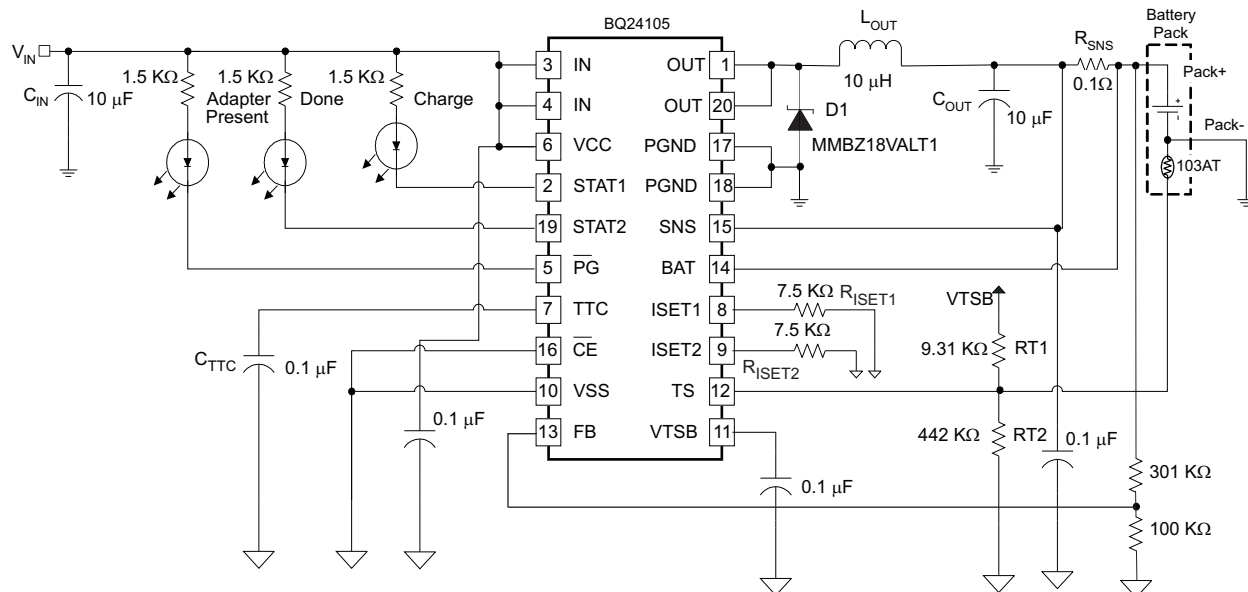 BQ24105
L_OUT
Battery
Pack
V_IN
3 IN
OUT 1
R_SNS
1.5 KΩ
1.5 KΩ
1.5 KΩ
10 μH
0.1Ω
Pack+
C_IN
10 μF
Adapter
Present
Done
Charge
4 IN
OUT 20
D1
C_OUT
10 μF
+
Pack-
6 VCC
PGND 17
MMBZ18VALT1
103AT
2 STAT1
PGND 18
19 STAT2
SNS 15
5 P̅G̅
BAT 14
7 TTC
ISET1 8
7.5 KΩ
R_ISET1
VTSB
C_TTC
0.1 μF
16 C̅E̅
ISET2 9
7.5 KΩ
R_ISET2
9.31 KΩ
RT1
10 VSS
TS 12
0.1 μF
13 FB
VTSB 11
442 KΩ
RT2
0.1 μF
301 KΩ
0.1 μF
100 KΩ